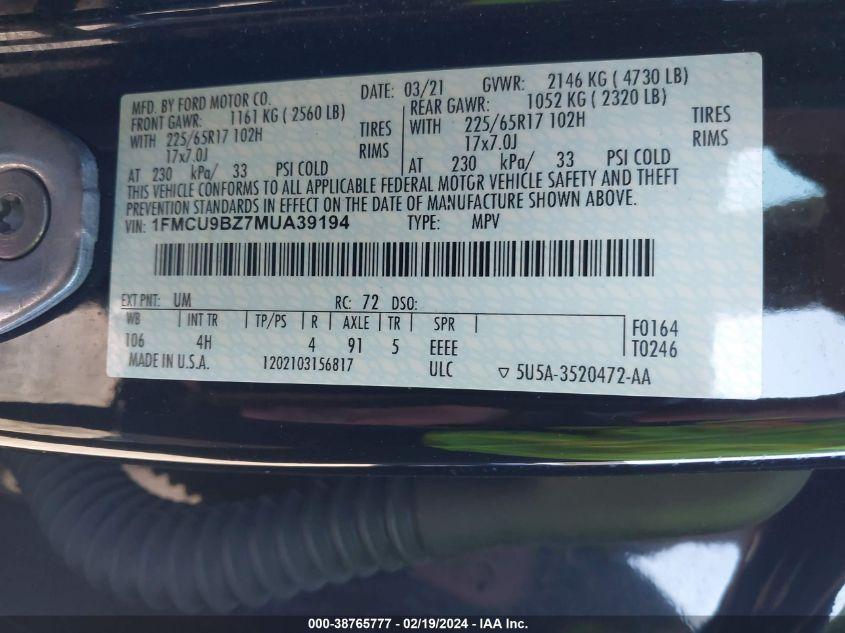 MFD. BY FORD MOTOR CO. DATE: 03/21 GVWR: 2146 KG ( 4730 LB)
FRONT GAWR: 1161 KG ( 2560 LB) REAR GAWR: 1052 KG ( 2320 LB)
WITH 225/65R17 102H TIRES WITH 225/65R17 102H TIRES
17x7.0J RIMS 17x7.0J RIMS
AT 230 kPa/ 33 PSI COLD AT 230 kPa/ 33 PSI COLD
THIS VEHICLE CONFORMS TO ALL APPLICABLE FEDERAL MOTOR VEHICLE SAFETY AND THEFT
PREVENTION STANDARDS IN EFFECT ON THE DATE OF MANUFACTURE SHOWN ABOVE.
VIN: 1FMCU9BZ7MUA39194 TYPE: MPV
EXT PNT: UM RC: 72 DSO:
WB INT TR TP/PS R AXLE TR SPR F0164
106 4H 4 91 5 EEEE T0246
MADE IN U.S.A. 1202103156817 ULC ▽ 5U5A-3520472-AA
000-38765777 - 02/19/2024 - IAA Inc.